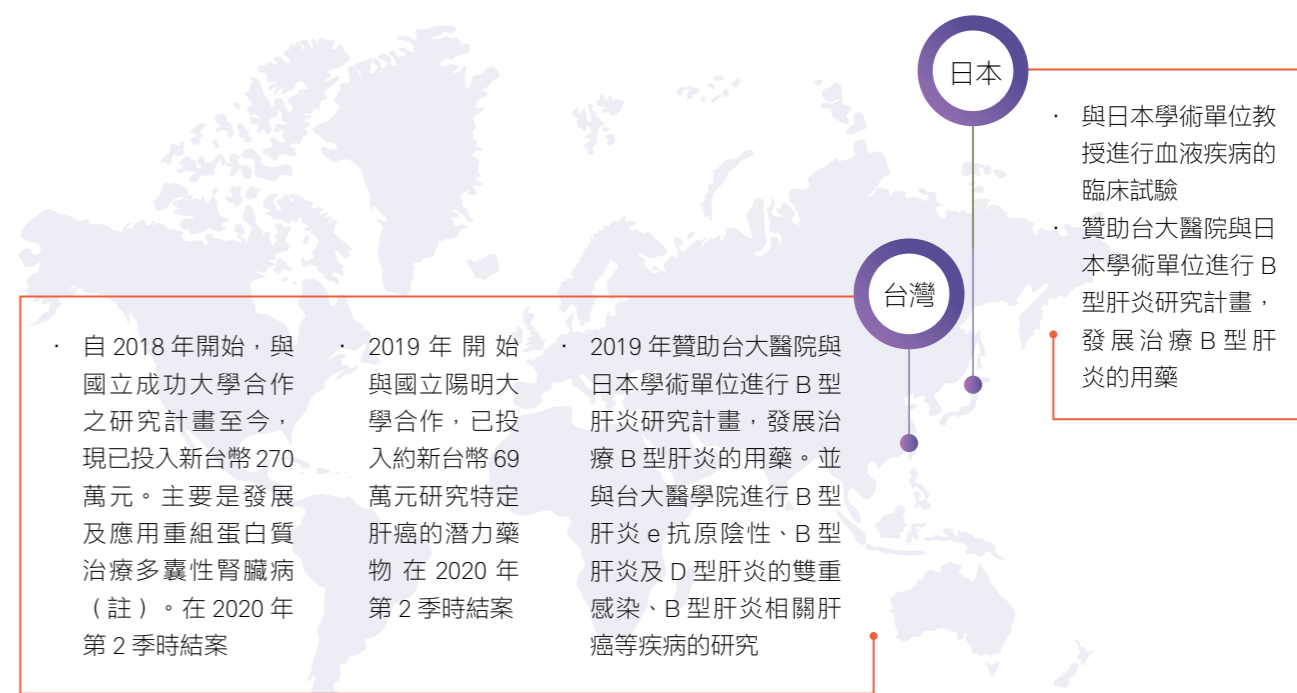 日本
· 與日本學術單位教
授進行血液疾病的
臨床試驗
· 贊助台大醫院與日
本學術單位進行 B
型肝炎研究計畫，
發展治療B型肝
炎的用藥
台灣
· 自 2018 年開始，與
國立成功大學合作
之研究計畫至今，
現已投入新台幣 270
萬元。主要是發展
及應用重組蛋白質
治療多囊性腎臟病
（註）。在 2020 年
第 2 季時結案
· 2019 年 開 始
與國立陽明大
學合作，已投
入約新台幣 69
萬元研究特定
肝癌的潛力藥
物 在 2020 年
第 2 季時結案
· 2019 年贊助台大醫院與
日本學術單位進行 B 型
肝炎研究計畫，發展治
療 B 型肝炎的用藥。並
與台大醫學院進行 B 型
肝炎 e 抗原陰性、B 型
肝炎及 D 型肝炎的雙重
感染、B 型肝炎相關肝
癌等疾病的研究